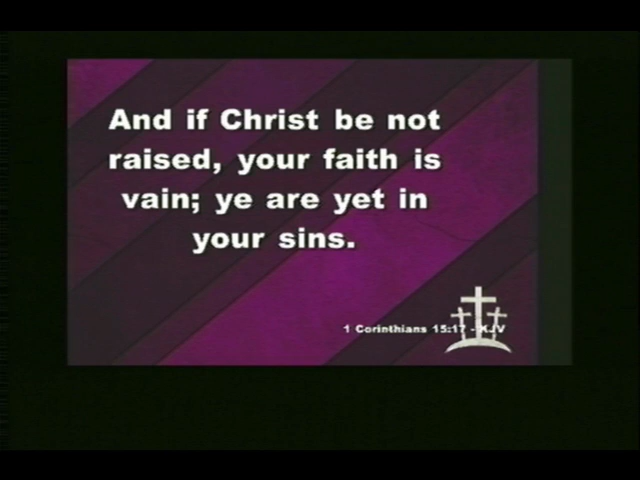 And if Christ be not
raised, your faith is
vain; ye are yet in
your sins.
1 Corinthians 15:17 - KJV